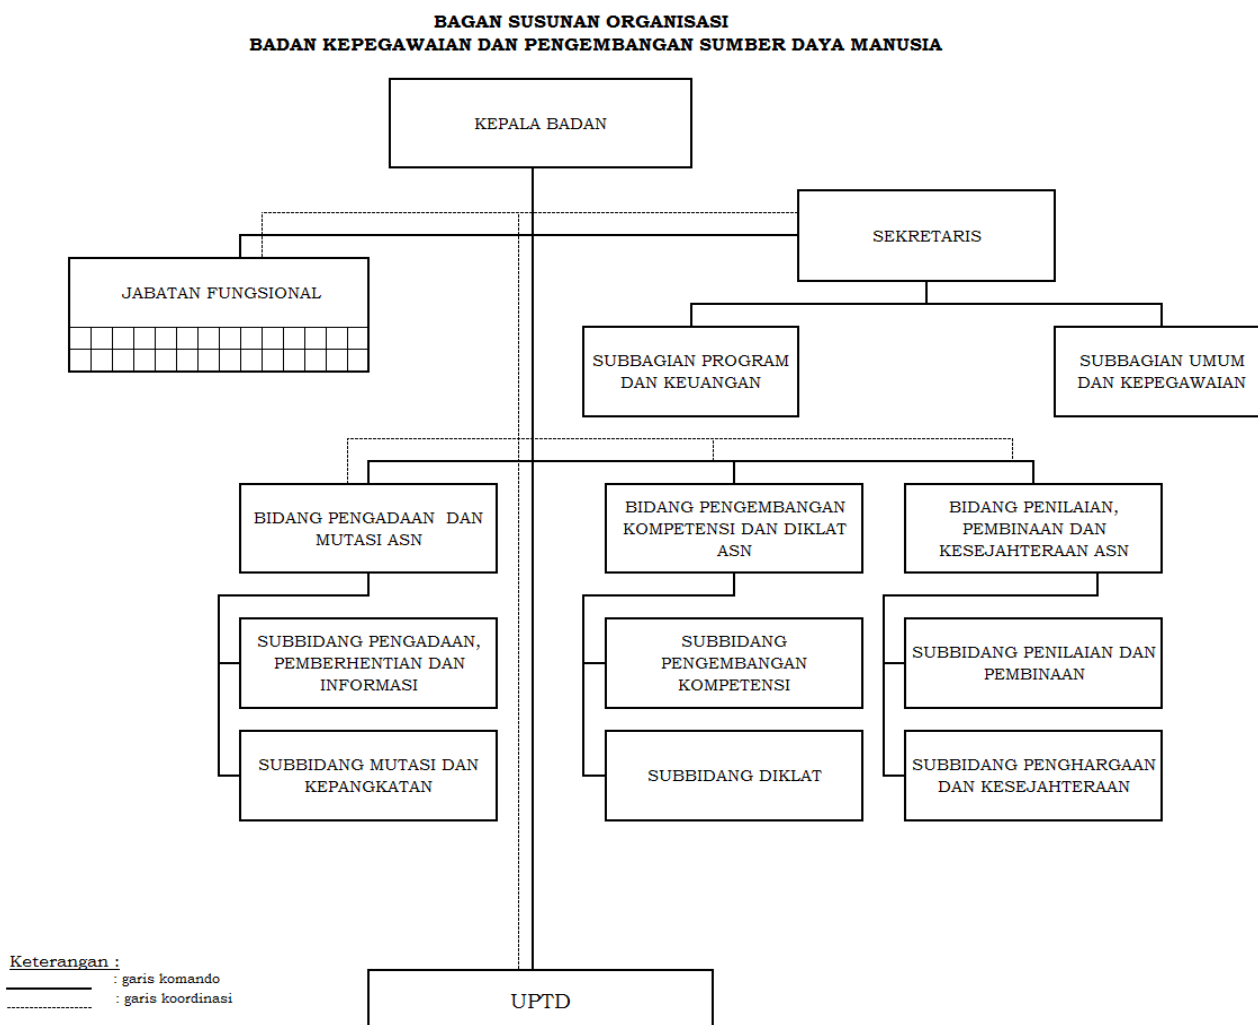 BAGAN SUSUNAN ORGANISASI
BADAN KEPEGAWAIAN DAN PENGEMBANGAN SUMBER DAYA MANUSIA
KEPALA BADAN
SEKRETARIS
JABATAN FUNGSIONAL
SUBBAGIAN PROGRAM
DAN KEUANGAN
SUBBAGIAN UMUM
DAN KEPEGAWAIAN
BIDANG PENGADAAN DAN
MUTASI ASN
BIDANG PENGEMBANGAN
KOMPETENSI DAN DIKLAT
ASN
BIDANG PENILAIAN,
PEMBINAAN DAN
KESEJAHTERAAN ASN
SUBBIDANG PENGADAAN,
PEMBERHENTIAN DAN
INFORMASI
SUBBIDANG
PENGEMBANGAN
KOMPETENSI
SUBBIDANG PENILAIAN DAN
PEMBINAAN
SUBBIDANG MUTASI DAN
KEPANGKATAN
SUBBIDANG DIKLAT
SUBBIDANG PENGHARGAAN
DAN KESEJAHTERAAN
Keterangan :
: garis komando
: garis koordinasi
UPTD